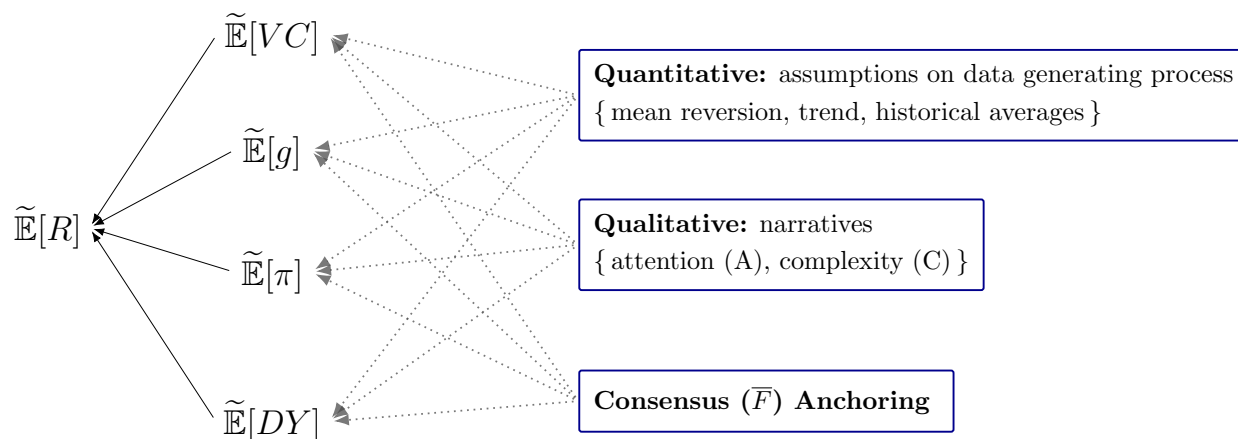 𝔼̃[VC]
𝔼̃[g]
𝔼̃[R]
𝔼̃[π]
𝔼̃[DY]
Quantitative: assumptions on data generating process
{ mean reversion, trend, historical averages }
Qualitative: narratives
{ attention (A), complexity (C) }
Consensus (F̅) Anchoring